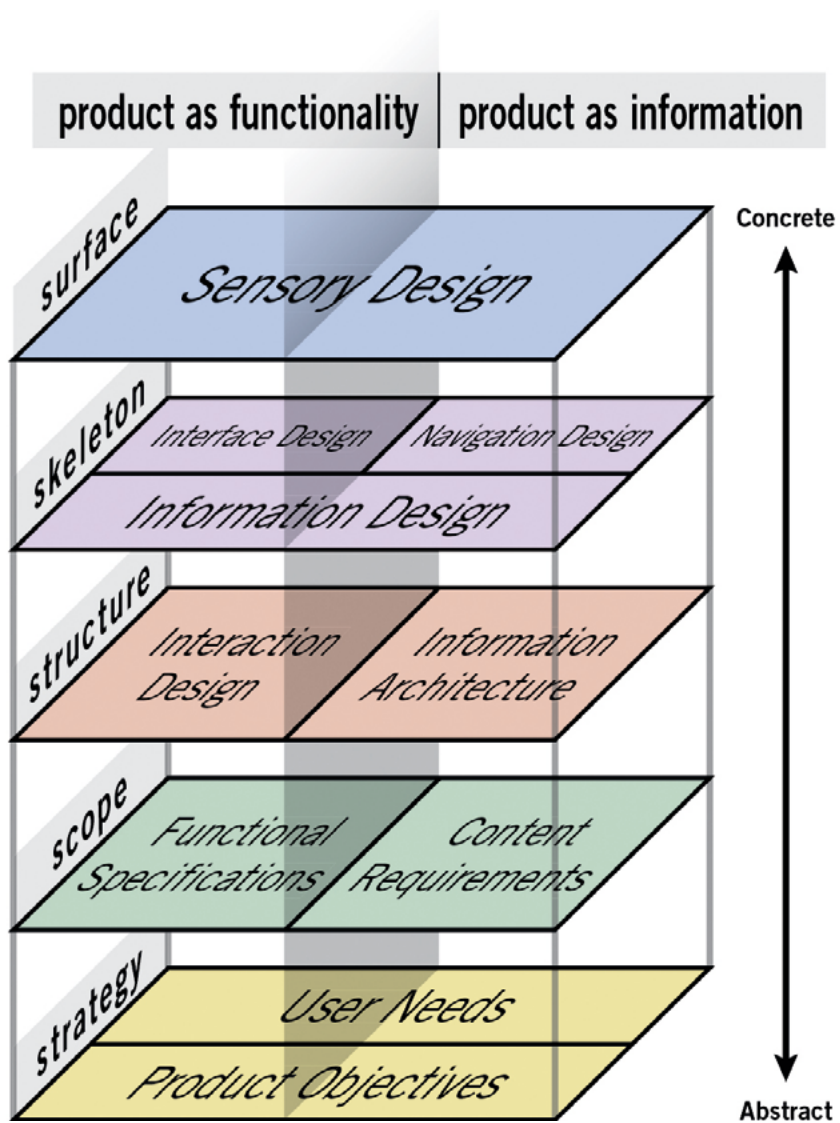 product as functionality
product as information
Concrete
surface
Sensory Design
skeleton
Interface Design
Navigation Design
Information Design
structure
Interaction
Design
Information
Architecture
scope
Functional
Specifications
Content
Requirements
strategy
User Needs
Product Objectives
Abstract